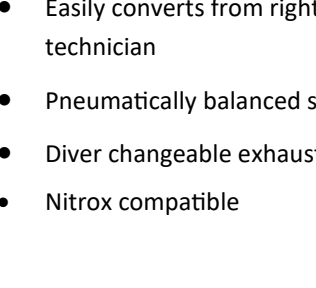 • Easily converts from right
technician
• Pneumatically balanced s
• Diver changeable exhaust
• Nitrox compatible